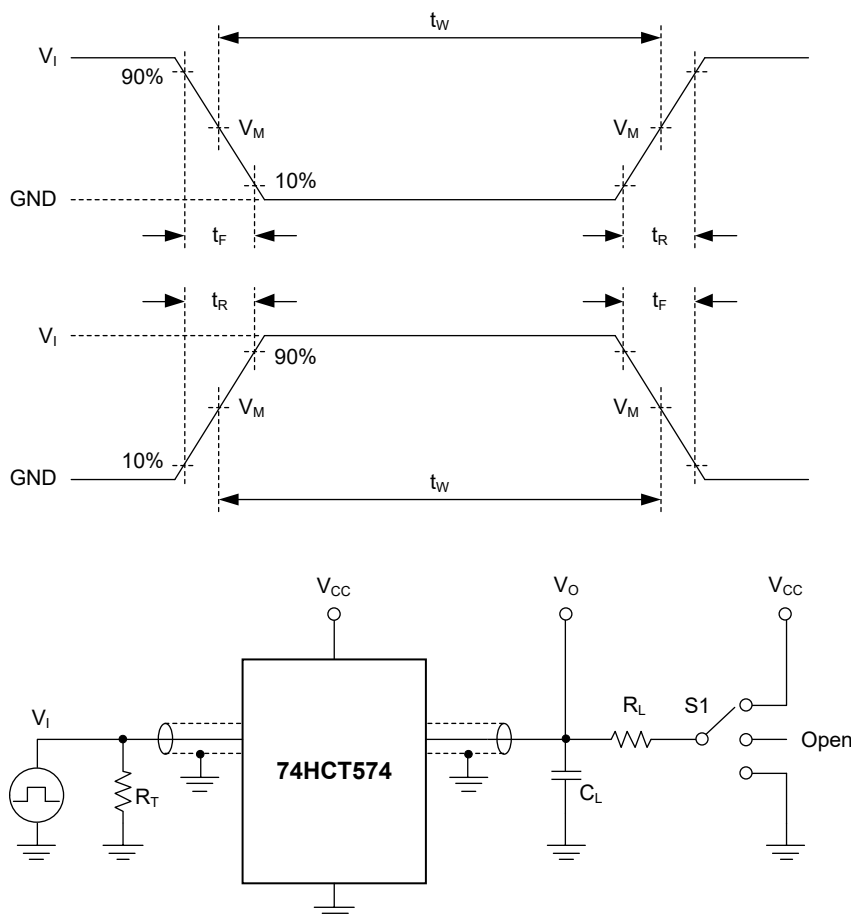 t_W
V_I
90%
V_M V_M
10%
GND
t_F t_R
t_R t_F
V_I
90%
V_M V_M
10%
GND
t_W
V_CC V_O V_CC
V_I R_L S1
Open
74HCT574
R_T C_L